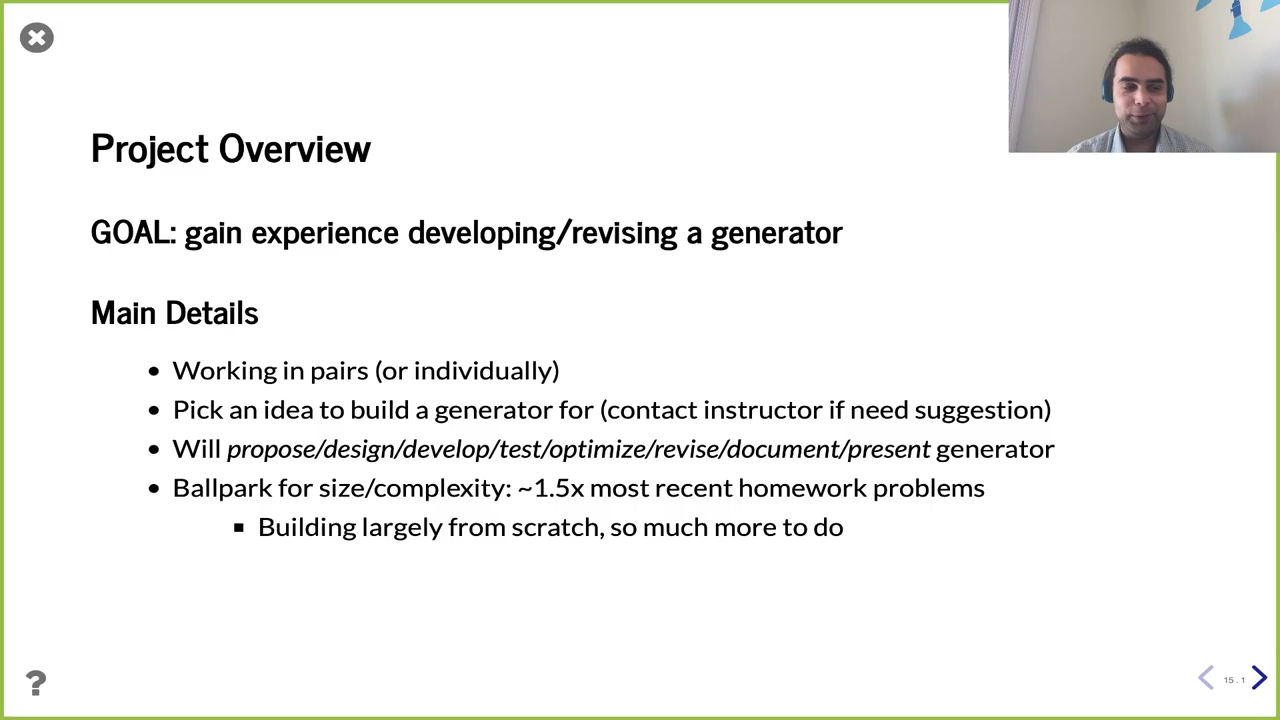 Project Overview
GOAL: gain experience developing/revising a generator
Main Details
• Working in pairs (or individually)
• Pick an idea to build a generator for (contact instructor if need suggestion)
• Will propose/design/develop/test/optimize/revise/document/present generator
• Ballpark for size/complexity: ~1.5x most recent homework problems
▪ Building largely from scratch, so much more to do
?
15 . 1